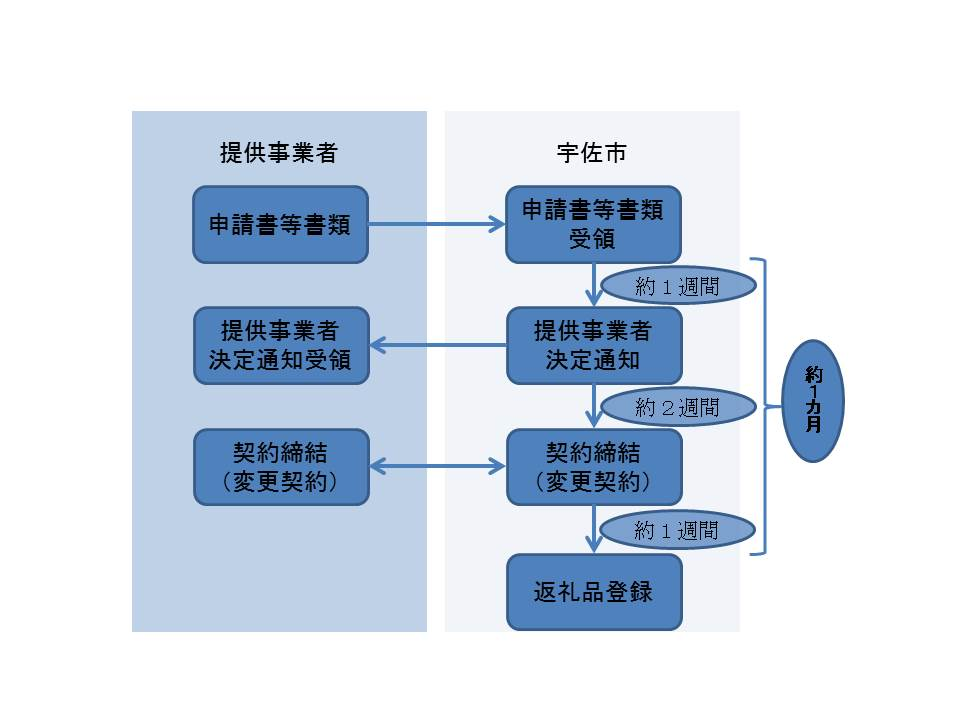 提供事業者
宇佐市
申請書等書類
申請書等書類
受領
約１週間
提供事業者
決定通知受領
提供事業者
決定通知
約２週間
約１カ月
契約締結
（変更契約）
契約締結
（変更契約）
約１週間
返礼品登録